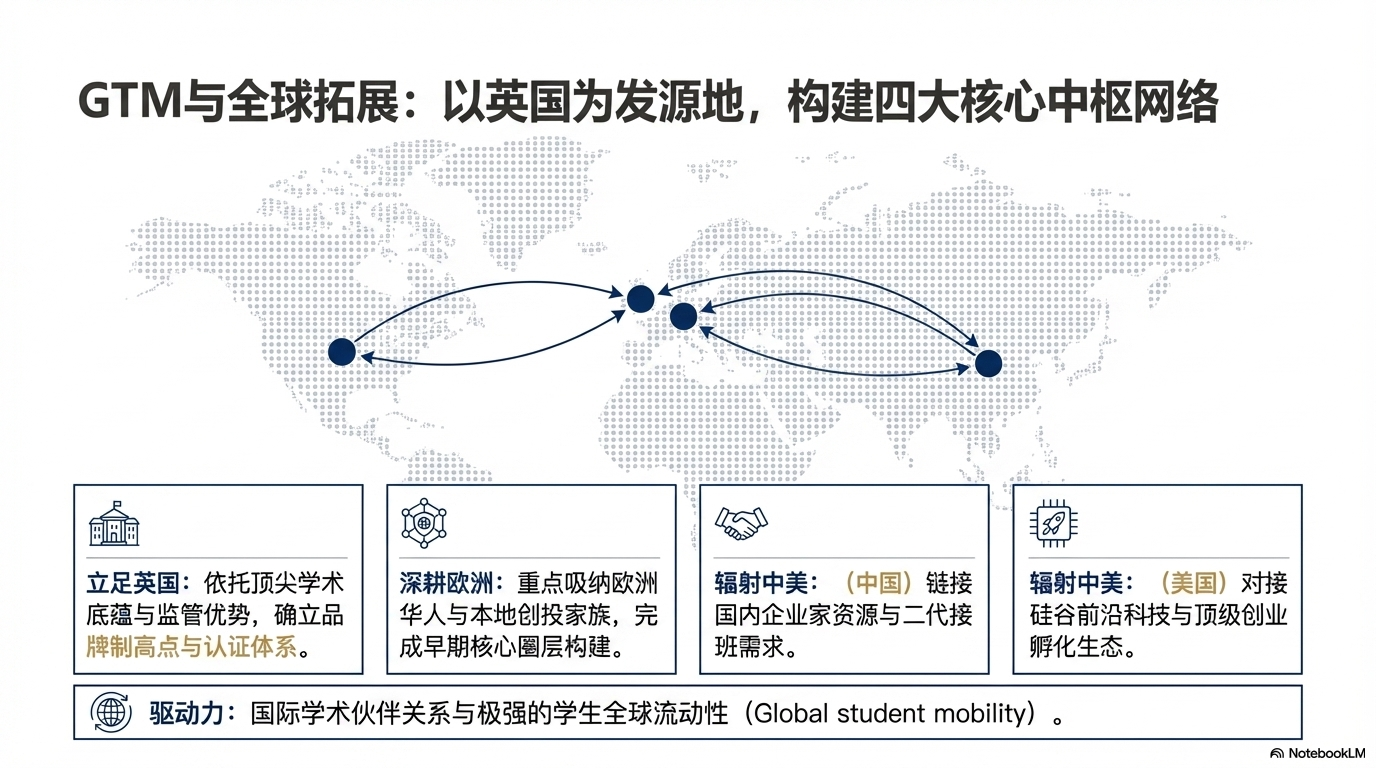 GTM与全球拓展：以英国为发源地，构建四大核心中枢网络
立足英国：依托顶尖学术
底蕴与监管优势，确立品
牌制高点与认证体系。
深耕欧洲：重点吸纳欧洲
华人与本地创投家族，完
成早期核心圈层构建。
辐射中美：（中国）链接
国内企业家资源与二代接
班需求。
辐射中美：（美国）对接
硅谷前沿科技与顶级创业
孵化生态。
驱动力：国际学术伙伴关系与极强的学生全球流动性（Global student mobility）。
NotebookLM